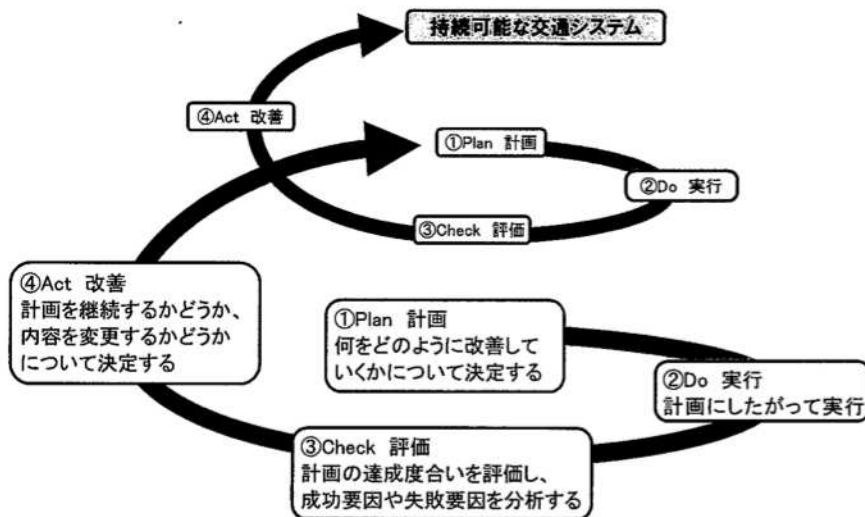 持続可能な交通システム
④Act 改善
①Plan 計画
②Do 実行
③Check 評価
④Act 改善
計画を継続するかどうか、
内容を変更するかどうか
について決定する
①Plan 計画
何をどのように改善して
いくかについて決定する
②Do 実行
計画にしたがって実行
③Check 評価
計画の達成度合いを評価し、
成功要因や失敗要因を分析する